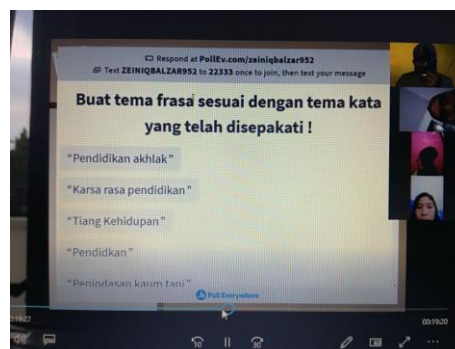 Respond at PollEv.com/zeiniqbalzar952
Text ZEINIQBALZAR952 to 22333 once to join, then text your message
Buat tema frasa sesuai dengan tema kata
yang telah disepakati !
“Pendidikan akhlak”
“Karsa rasa pendidikan”
“Tiang Kehidupan”
“Pendidkan”
“Penindasan kaum tani”
Poll Everywhere
00:19:20
10
30